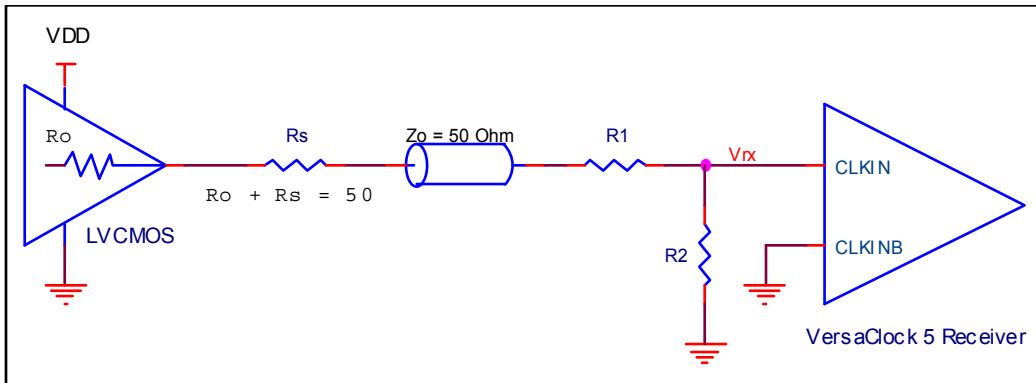 VDD
Ro
Rs
Zo = 50 Ohm
R1
Vrx
CLKIN
Ro + Rs = 50
LVCMOS
R2
CLKINB
VersaClock 5 Receiver